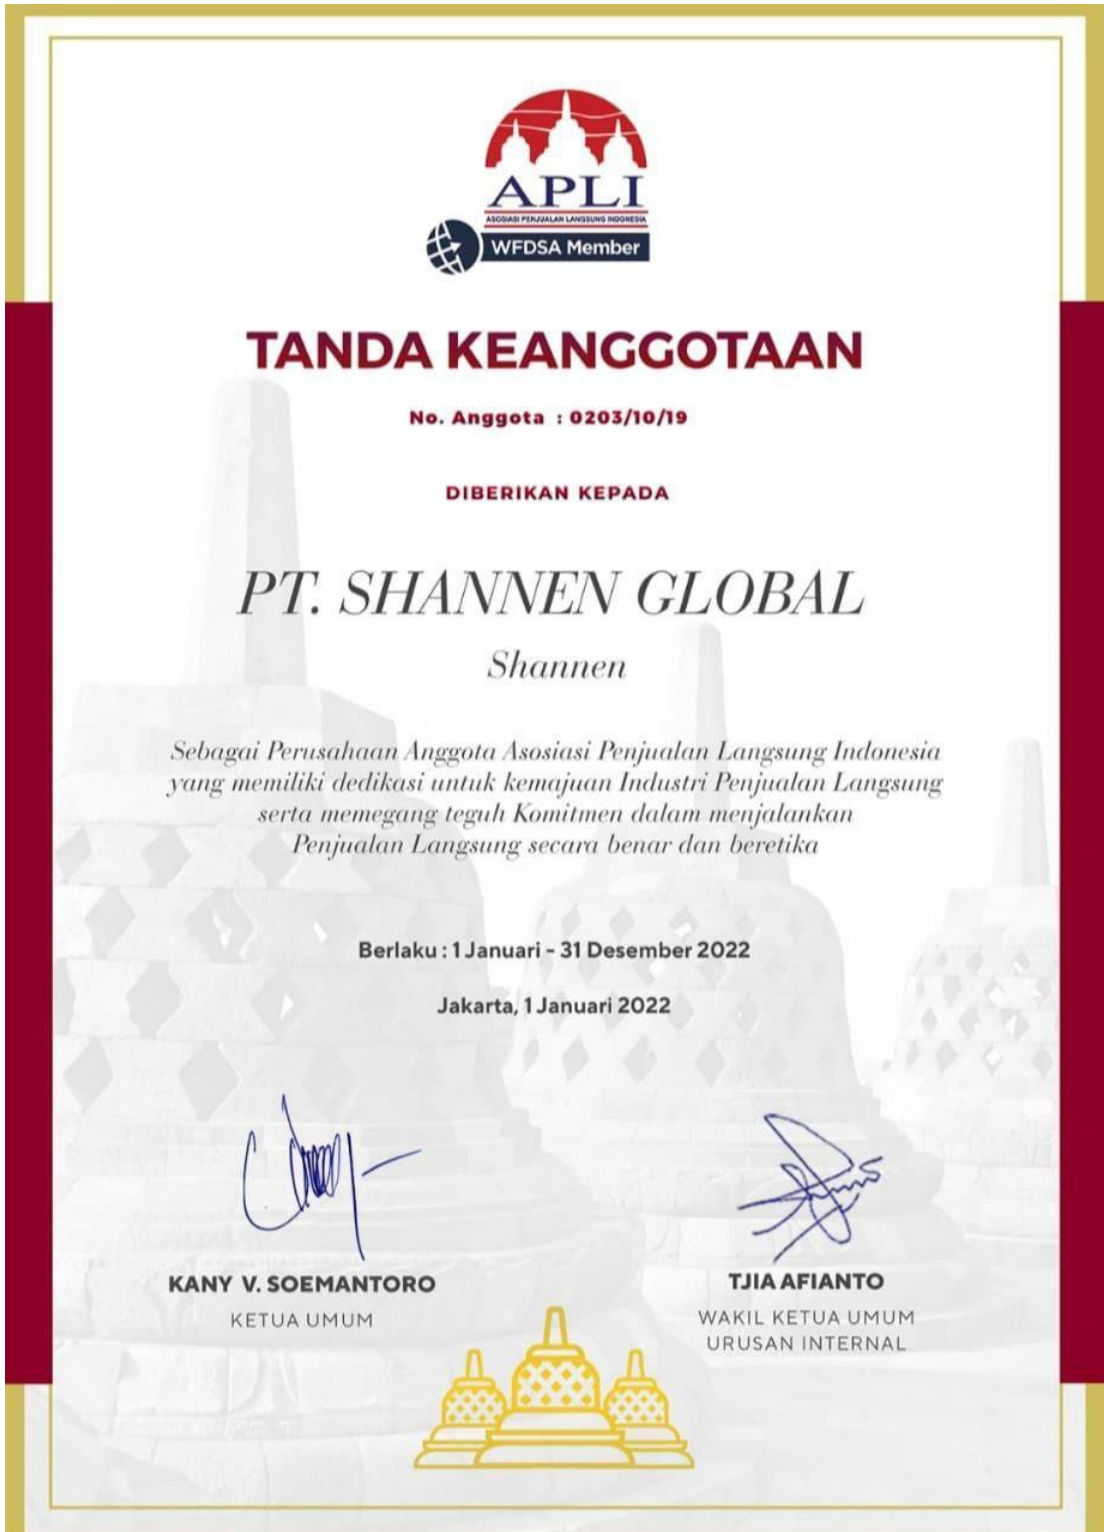 APLI
ASOSIASI PENJUALAN LANGSUNG INDONESIA
WFDSA Member
TANDA KEANGGOTAAN
No. Anggota : 0203/10/19
DIBERIKAN KEPADA
PT. SHANNEN GLOBAL
Shannen
Sebagai Perusahaan Anggota Asosiasi Penjualan Langsung Indonesia
yang memiliki dedikasi untuk kemajuan Industri Penjualan Langsung
serta memegang teguh Komitmen dalam menjalankan
Penjualan Langsung secara benar dan beretika
Berlaku : 1 Januari - 31 Desember 2022
Jakarta, 1 Januari 2022
KANY V. SOEMANTORO
KETUA UMUM
TJIA AFIANTO
WAKIL KETUA UMUM
URUSAN INTERNAL